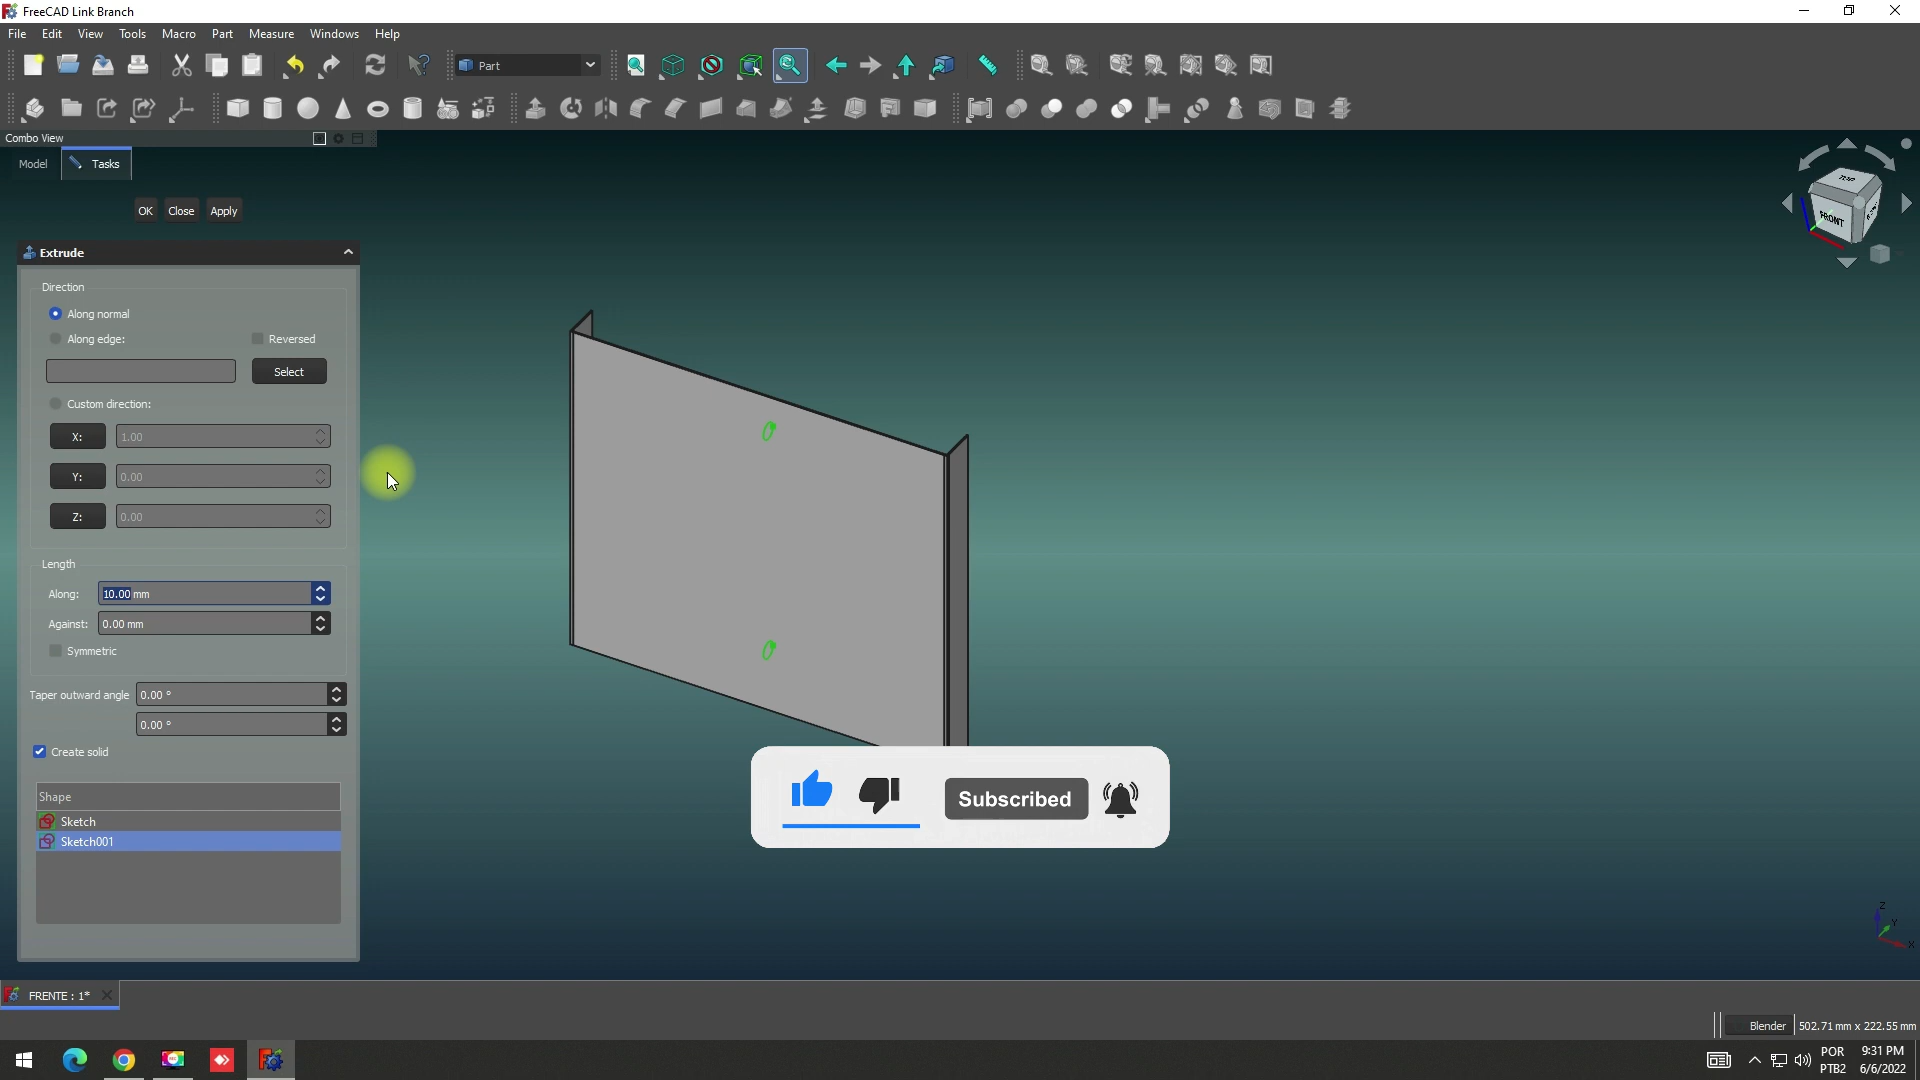 FreeCAD Link Branch
File Edit View Tools Macro Part Measure Windows Help
Part
Combo View
Model Tasks
OK Close Apply
Extrude
Direction
Along normal
Along edge: Reversed
Select
Custom direction:
X: 1.00
Y: 0.00
Z: 0.00
Length
Along: 10.00 mm
Against: 0.00 mm
Symmetric
Taper outward angle 0.00 °
0.00 °
Create solid
Shape
Sketch
Sketch001
TOP
FRONT
Subscribed
Z
Y
X
FRENTE : 1*
Blender 502.71 mm x 222.55 mm
POR 9:31 PM
PTB2 6/6/2022